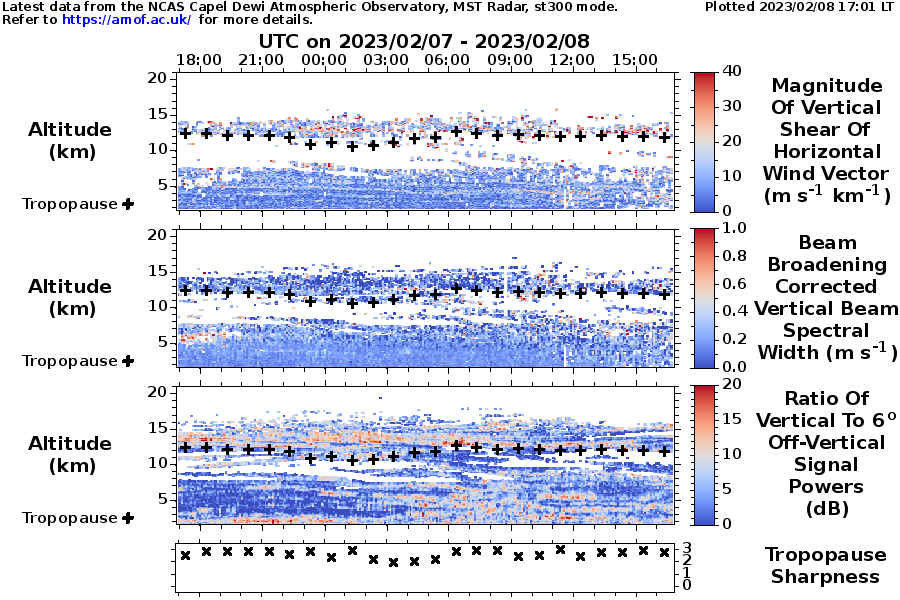 Latest data from the NCAS Capel Dewi Atmospheric Observatory, MST Radar, st300 mode.
Plotted 2023/02/08 17:01 LT
Refer to https://amof.ac.uk/ for more details.
UTC on 2023/02/07 - 2023/02/08
18:00 21:00 00:00 03:00 06:00 09:00 12:00 15:00
20
15
10
5
Altitude
(km)
Tropopause
40
30
20
10
0
Magnitude
Of Vertical
Shear Of
Horizontal
Wind Vector
(m s⁻¹ km⁻¹)
20
15
10
5
Altitude
(km)
Tropopause
1.0
0.8
0.6
0.4
0.2
0.0
Beam
Broadening
Corrected
Vertical Beam
Spectral
Width (m s⁻¹)
20
15
10
5
Altitude
(km)
Tropopause
20
15
10
5
0
Ratio Of
Vertical To 6°
Off-Vertical
Signal
Powers
(dB)
3
2
1
0
Tropopause
Sharpness